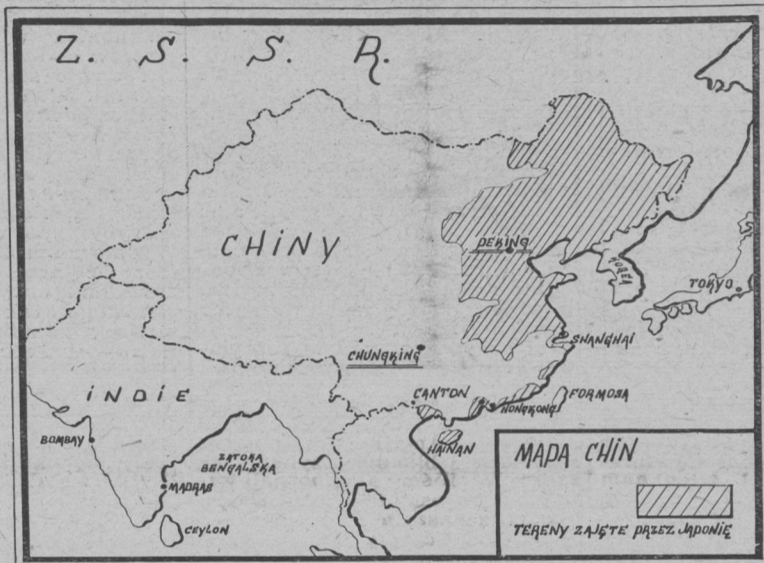 Z. S. S. R.
CHINY
PEKING
KOREA
TOKYO
SHANGHAI
CHUNGKING
INDIE
CANTON
HONGKONG
FORMOSA
HAINAN
BOMBAY
ZATOKA
BENGALSKA
MADRAS
CEYLON
MAPA CHIN
TERENY ZAJĘTE PRZEZ JAPONIĘ